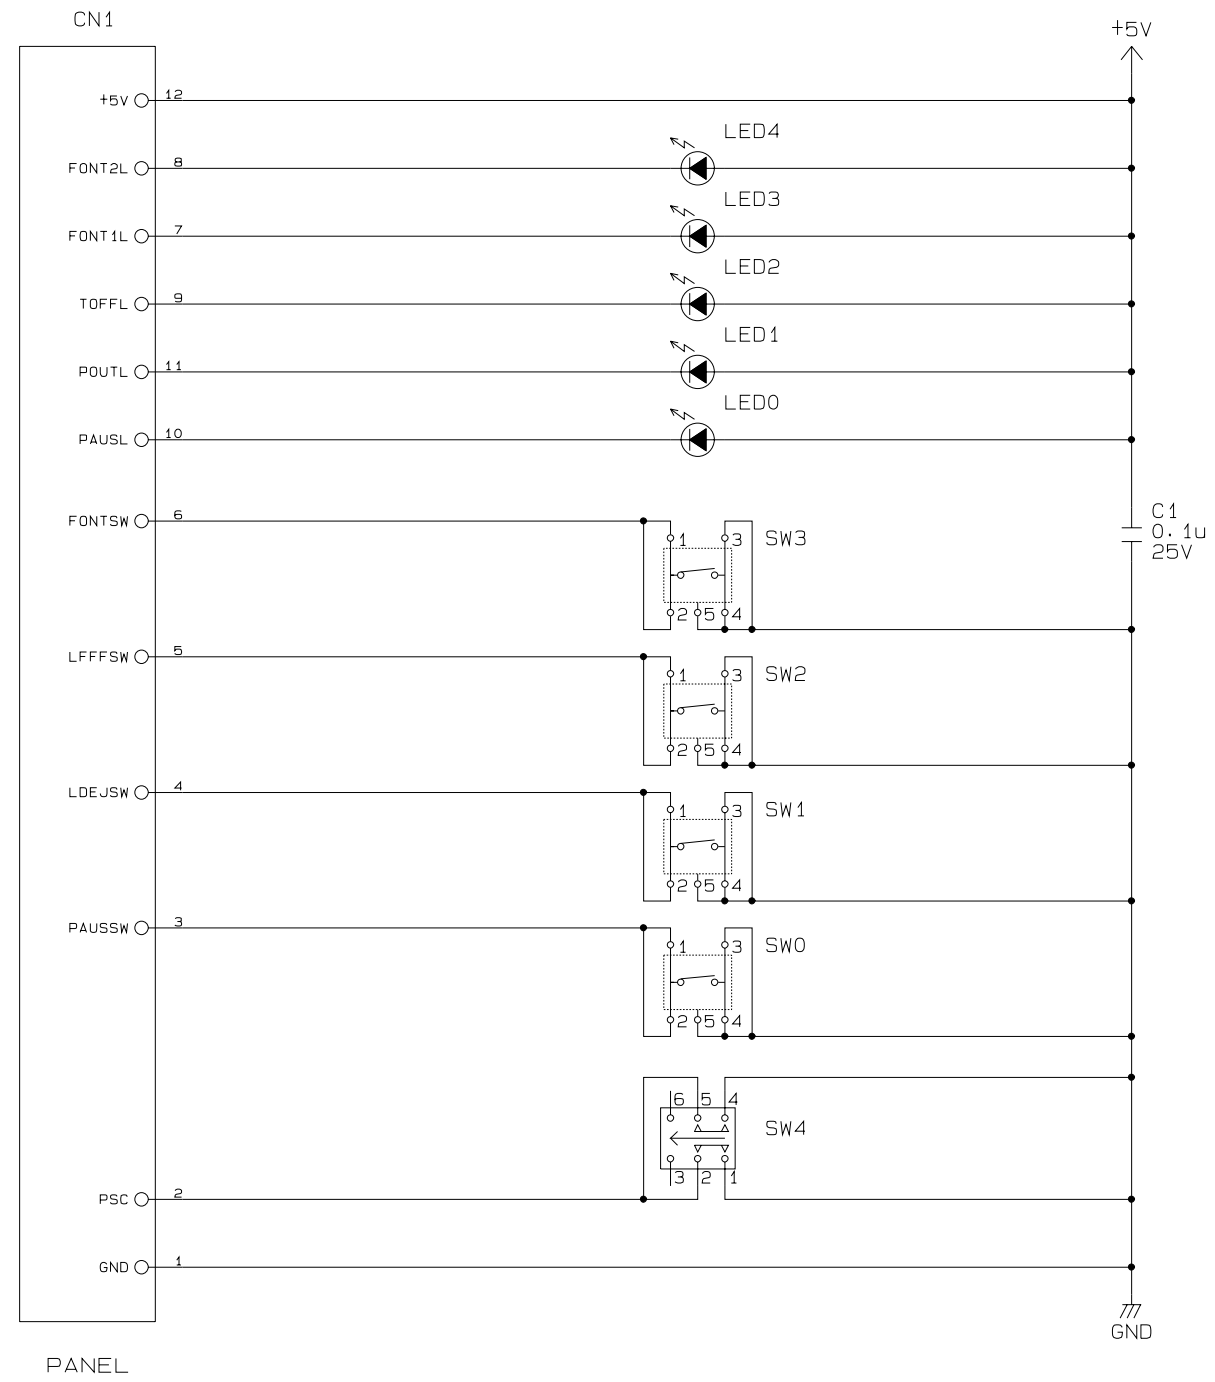 CN1
+5V
+5V 12
LED4
FONT2L 8
LED3
FONT1L 7
LED2
TOFFL 9
LED1
POUTL 11
LED0
PAUSL 10
C1
0.1u
25V
FONTSW 6
1 3 SW3
2 5 4
LFFFSW 5
1 3 SW2
2 5 4
LDEJSW 4
1 3 SW1
2 5 4
PAUSSW 3
1 3 SW0
2 5 4
6 5 4
SW4
3 2 1
PSC 2
GND 1
GND
PANEL